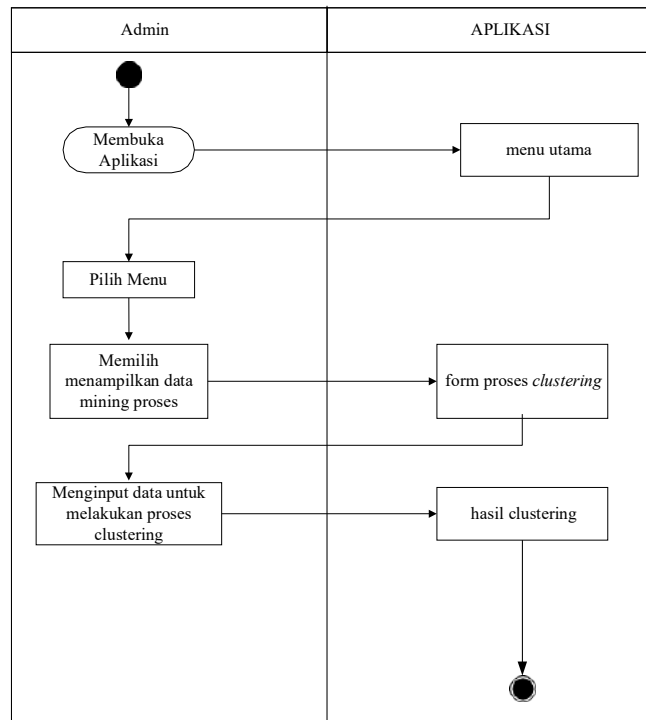 Admin
APLIKASI
Membuka
Aplikasi
menu utama
Pilih Menu
Memilih
menampilkan data
mining proses
form proses clustering
Menginput data untuk
melakukan proses
clustering
hasil clustering